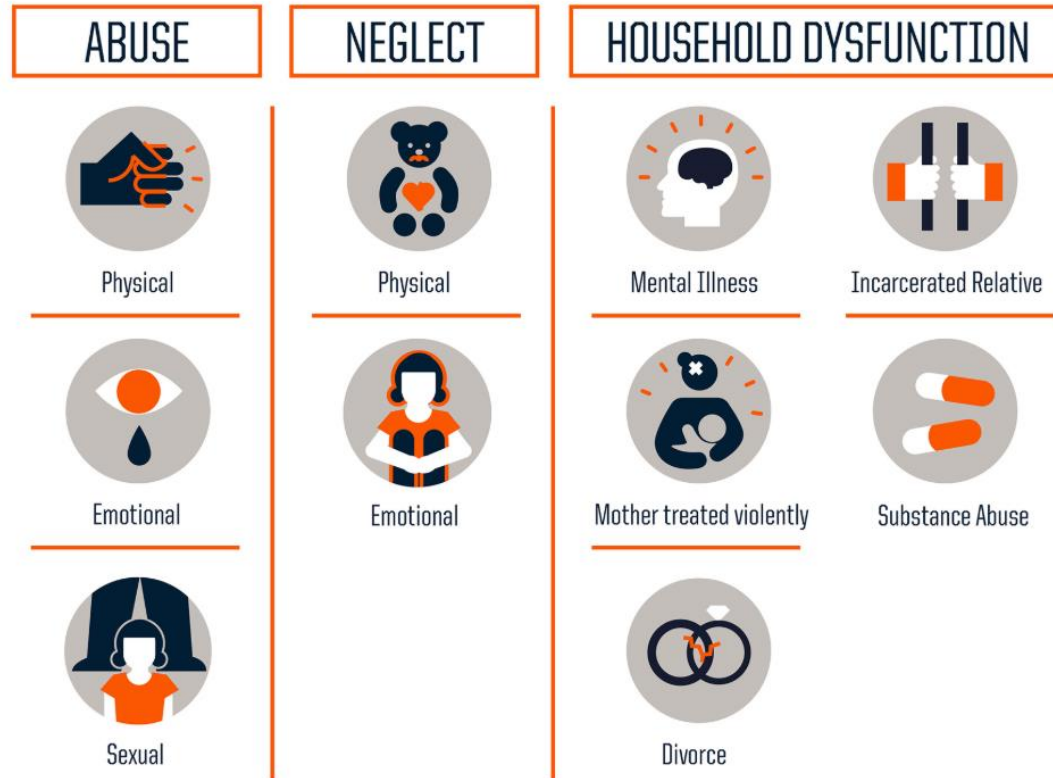 ABUSE
NEGLECT
HOUSEHOLD DYSFUNCTION
Physical
Emotional
Sexual
Physical
Emotional
Mental Illness
Incarcerated Relative
Mother treated violently
Substance Abuse
Divorce